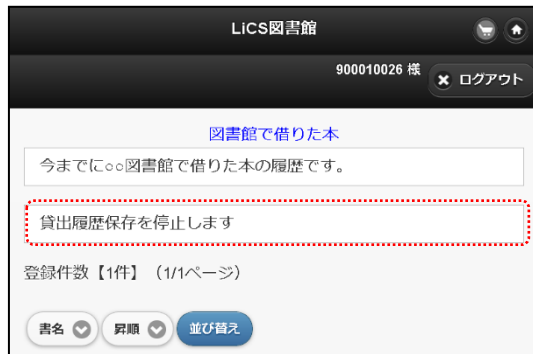 LiCS図書館
900010026 様
ログアウト
図書館で借りた本
今までに○○図書館で借りた本の履歴です。
貸出履歴保存を停止します
登録件数【1件】（1/1ページ）
書名 昇順 並び替え